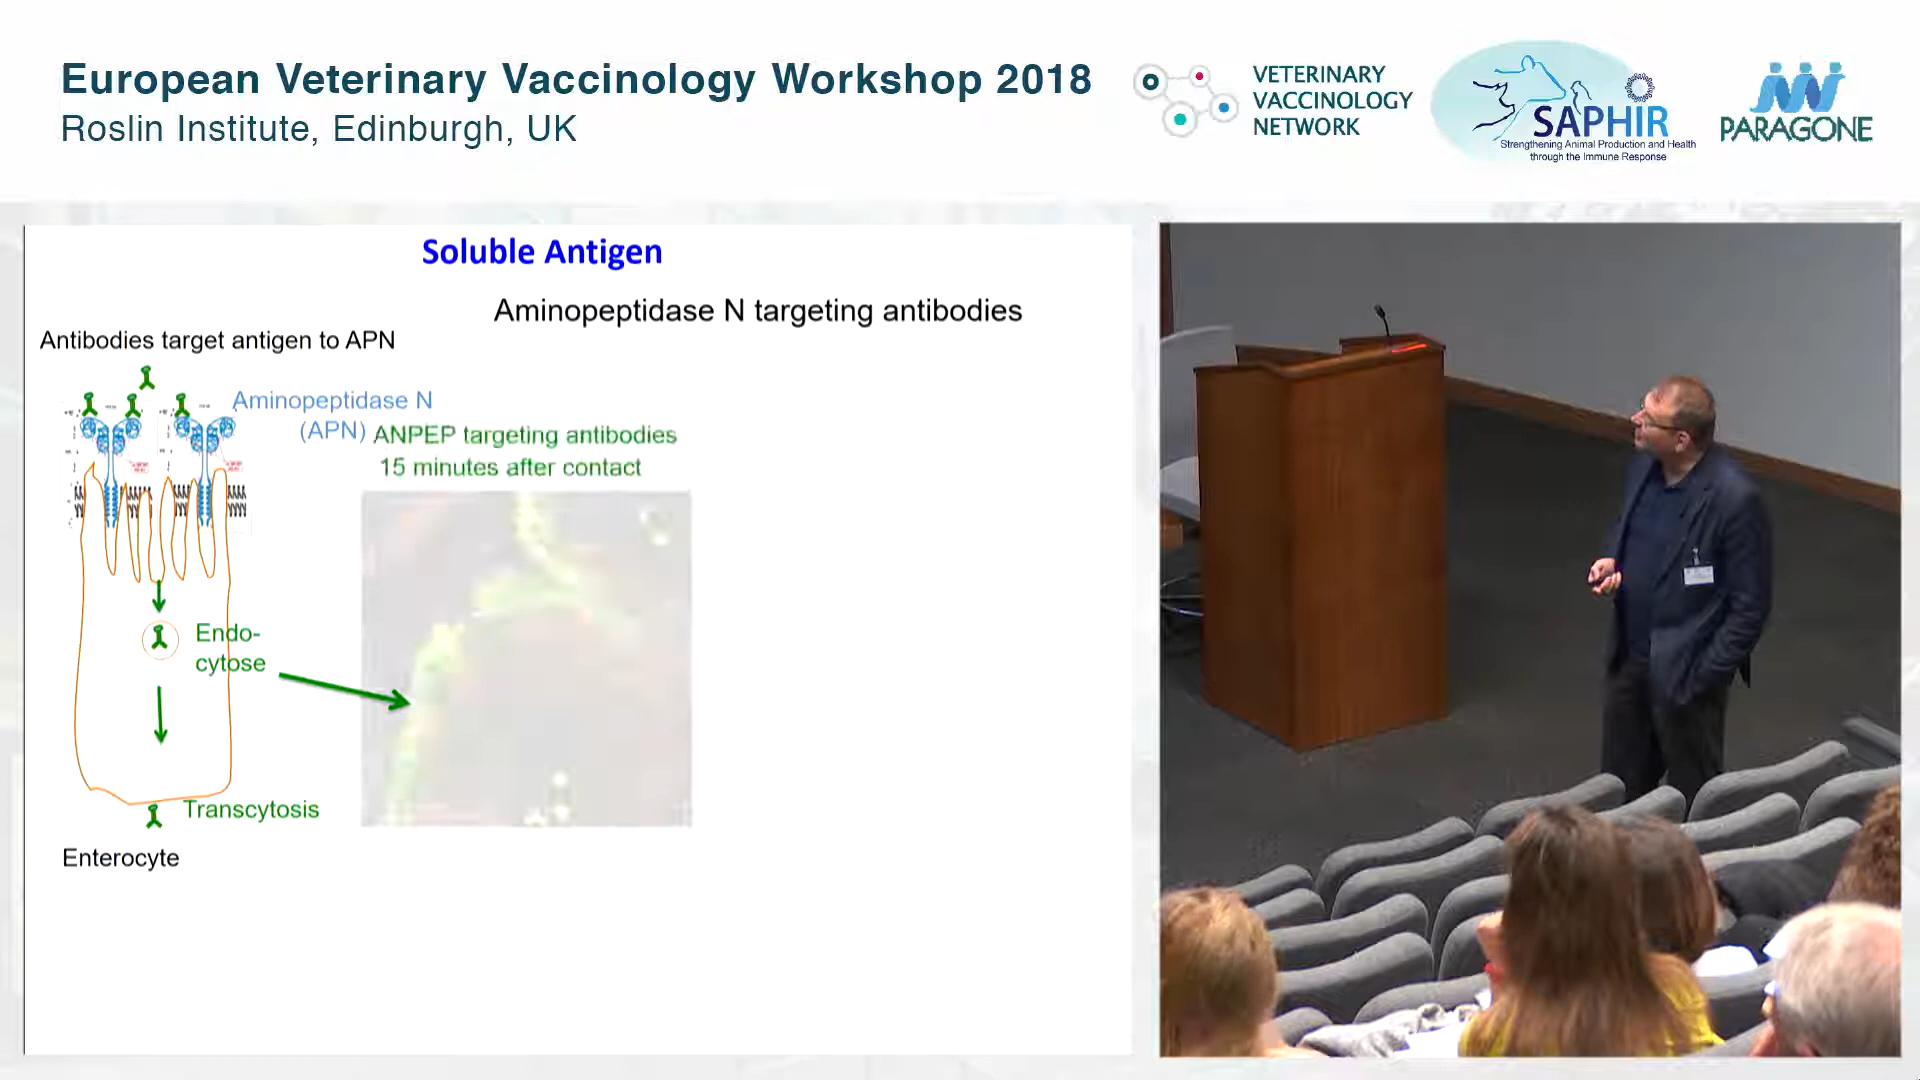 European Veterinary Vaccinology Workshop 2018
Roslin Institute, Edinburgh, UK
VETERINARY
VACCINOLOGY
NETWORK
SAPHIR
Strengthening Animal Production and Health
through the Immune Response
PARAGONE
Soluble Antigen
Aminopeptidase N targeting antibodies
Antibodies target antigen to APN
Aminopeptidase N
(APN)
ANPEP targeting antibodies
15 minutes after contact
Endo-
cytose
Transcytosis
Enterocyte